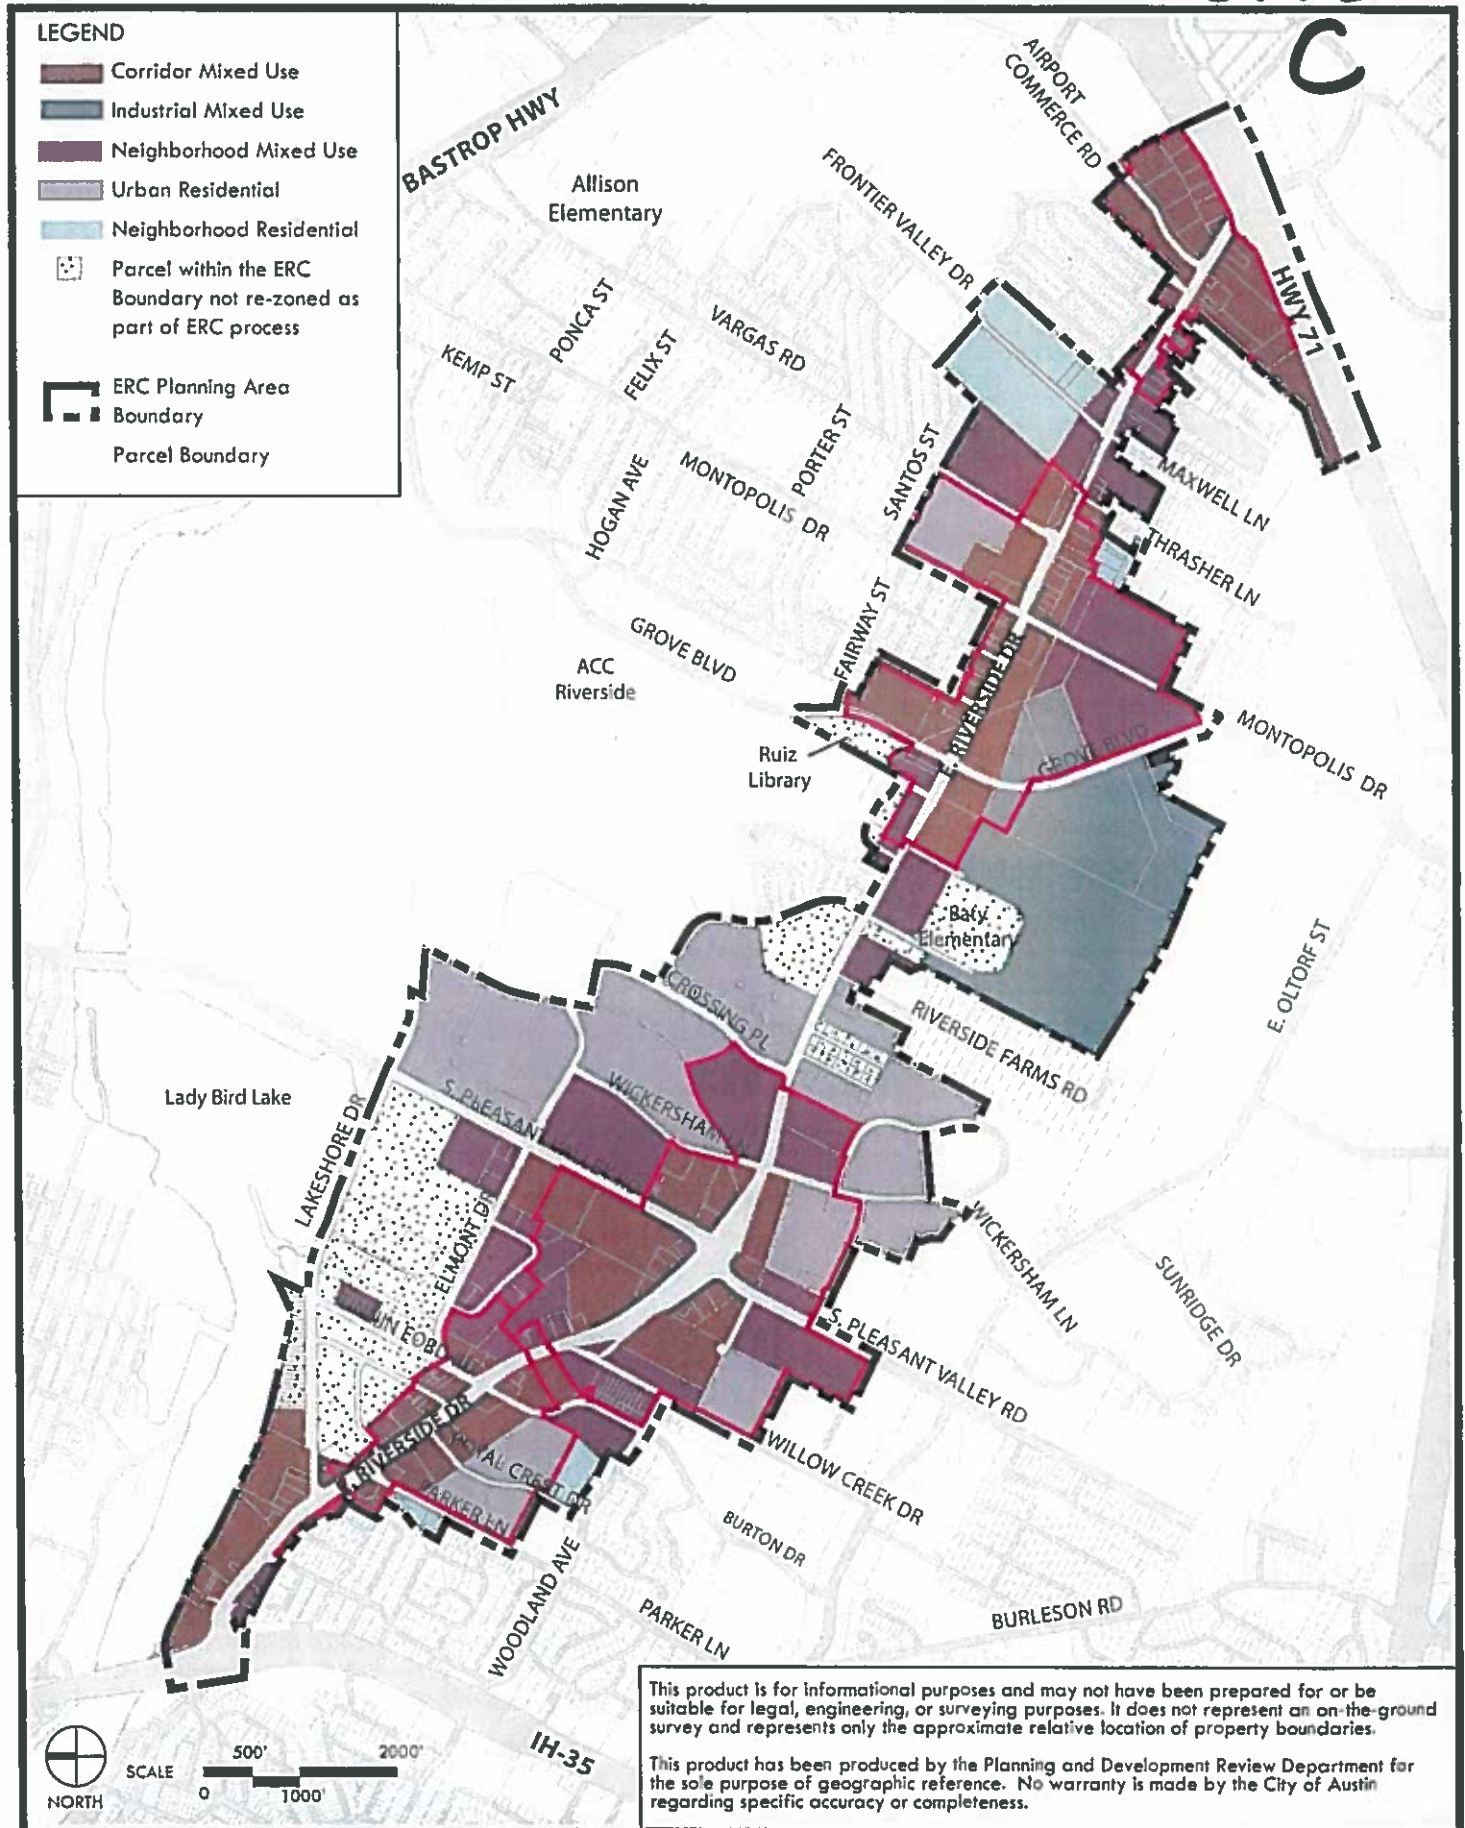 C
LEGEND
Corridor Mixed Use
Industrial Mixed Use
Neighborhood Mixed Use
Urban Residential
Neighborhood Residential
Parcel within the ERC
Boundary not re-zoned as
part of ERC process
ERC Planning Area
Boundary
Parcel Boundary
BASTROP HWY
AIRPORT
COMMERCE RD
Allison
Elementary
FRONTIER VALLEY DR
HWY 71
PONCA ST
VARGAS RD
KEMP ST
FELIX ST
PORTER ST
SANTOS ST
MAXWELL LN
HOGAN AVE
MONTOPOLIS DR
THRASHER LN
FAIRWAY ST
GROVE BLVD
ACC
Riverside
E. RIVERSIDE DR
MONTOPOLIS DR
GROVE BLVD
Ruiz
Library
Baty
Elementary
E. OLTORF ST
CROSSING PL
RIVERSIDE FARMS RD
Lady Bird Lake
LAKESHORE DR
S. PLEASANT VALLEY RD
WICKERSHAM LN
ELMONT DR
WICKERSHAM LN
SUNRIDGE DR
S. PLEASANT VALLEY RD
E. RIVERSIDE DR
ROYAL CREST DR
PARKER LN
WILLOW CREEK DR
BURTON DR
WOODLAND AVE
PARKER LN
BURLESON RD
IH-35
NORTH
SCALE
500'
2000'
0
1000'
This product is for informational purposes and may not have been prepared for or be
suitable for legal, engineering, or surveying purposes. It does not represent an on-the-ground
survey and represents only the approximate relative location of property boundaries.
This product has been produced by the Planning and Development Review Department for
the sole purpose of geographic reference. No warranty is made by the City of Austin
regarding specific accuracy or completeness.